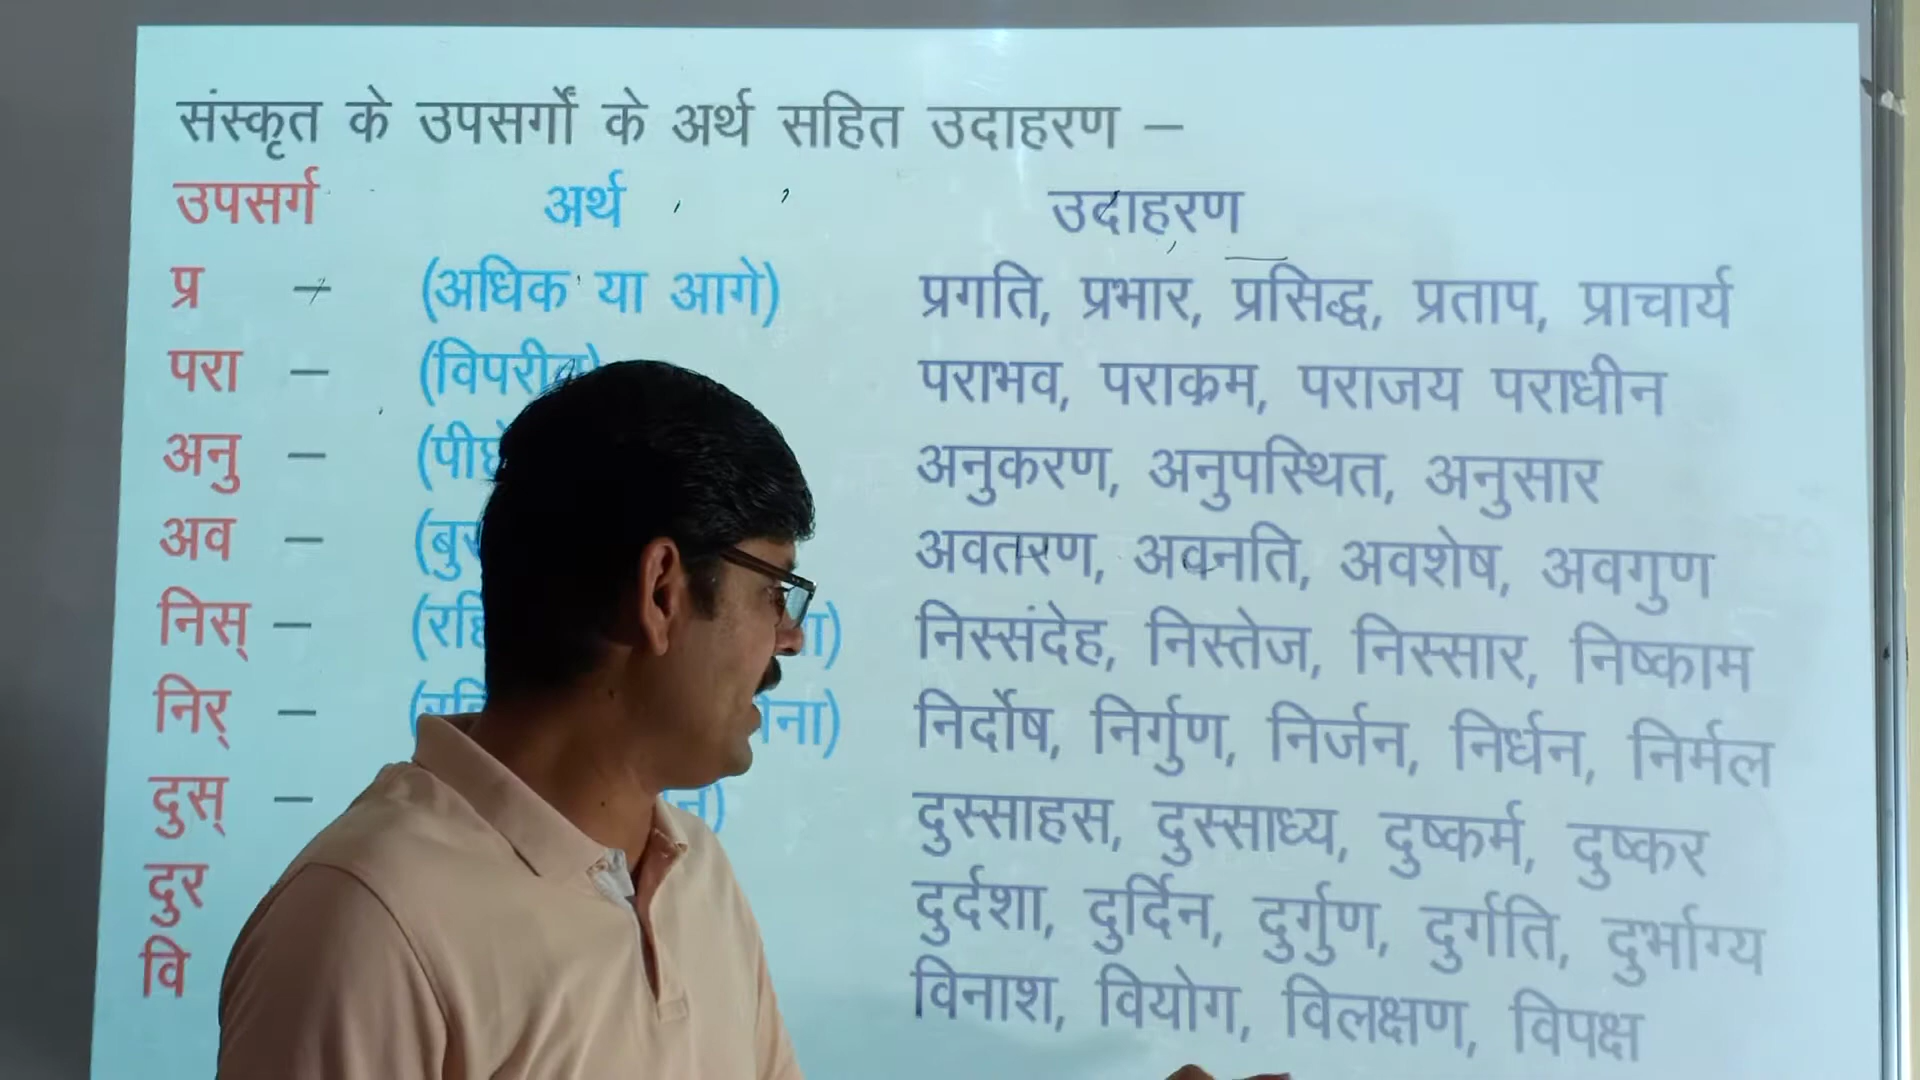 संस्कृत के उपसर्गों के अर्थ सहित उदाहरण –
उपसर्ग अर्थ उदाहरण
प्र – (अधिक या आगे) प्रगति, प्रभार, प्रसिद्ध, प्रताप, प्राचार्य
परा – पराभव, पराक्रम, पराजय पराधीन
अनु – अनुकरण, अनुपस्थित, अनुसार
अव – अवतरण, अवनति, अवशेष, अवगुण
निस् – निस्संदेह, निस्तेज, निस्सार, निष्काम
निर् – निर्दोष, निर्गुण, निर्जन, निर्धन, निर्मल
दुस् – दुस्साहस, दुस्साध्य, दुष्कर्म, दुष्कर
दुर दुर्दशा, दुर्दिन, दुर्गुण, दुर्गति, दुर्भाग्य
वि विनाश, वियोग, विलक्षण, विपक्ष